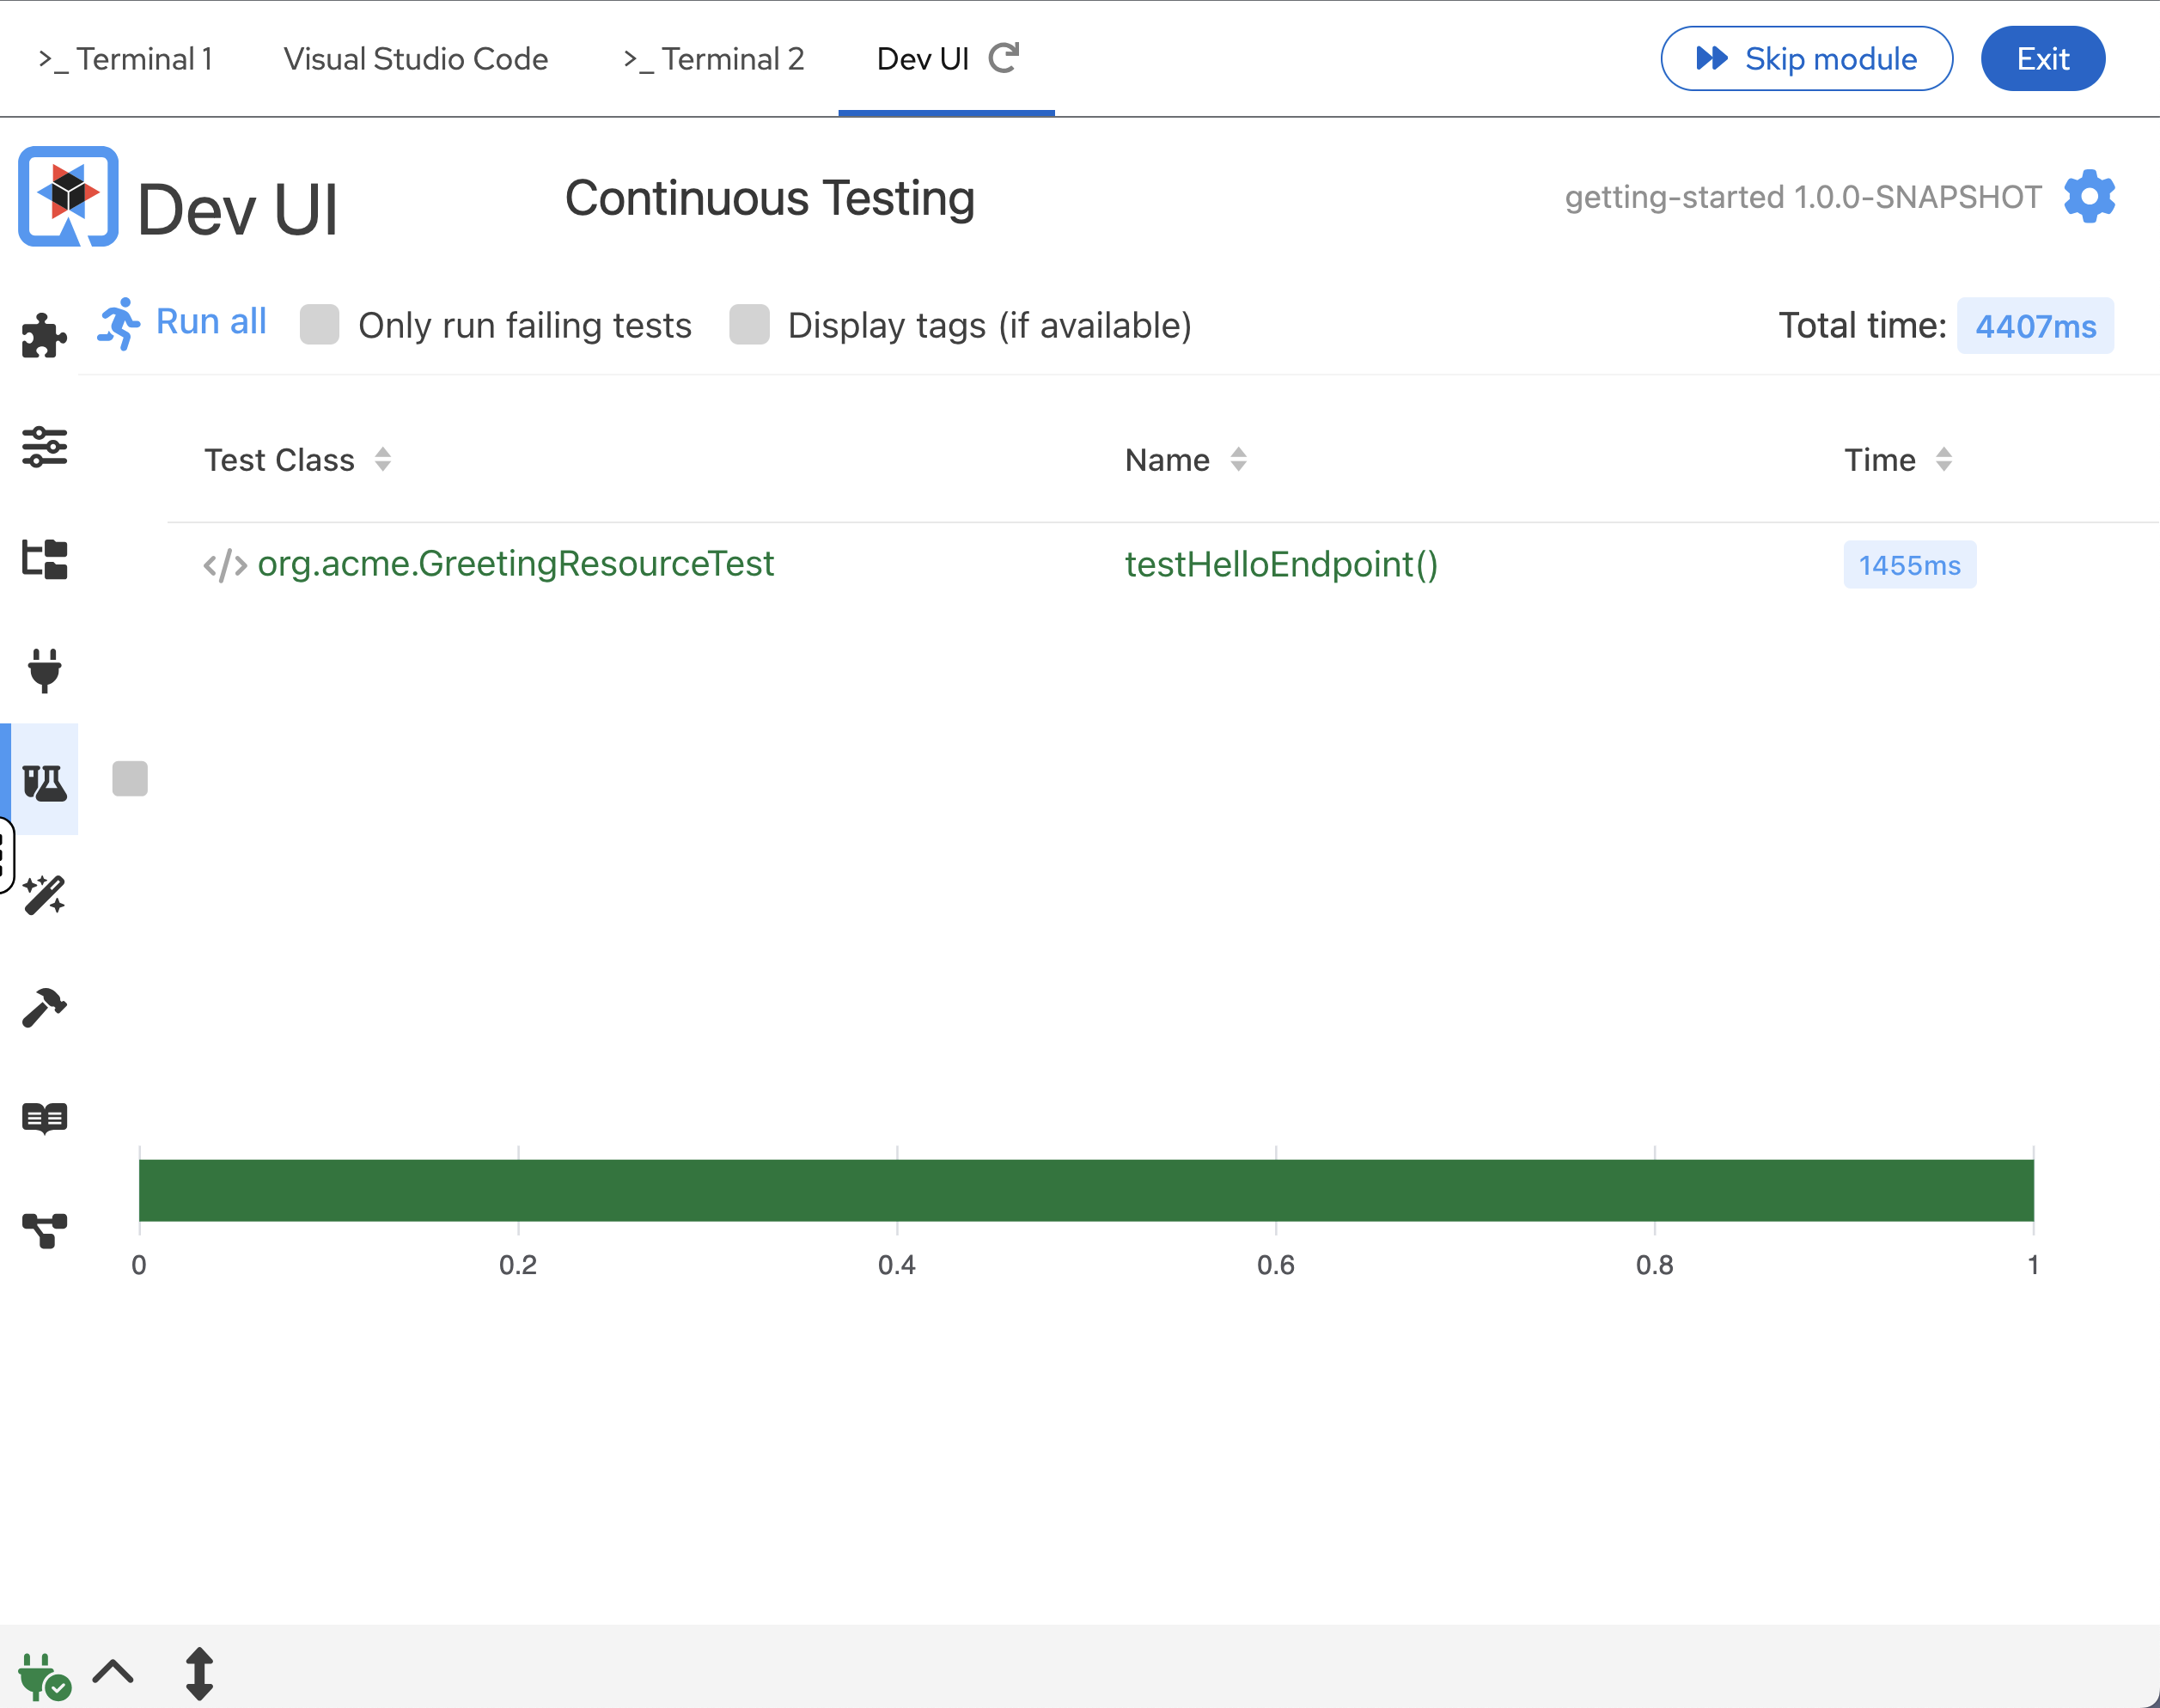 >_ Terminal 1 Visual Studio Code >_ Terminal 2 Dev UI Skip module Exit
Dev UI Continuous Testing getting-started 1.0.0-SNAPSHOT
Run all Only run failing tests Display tags (if available) Total time: 4407ms
Test Class Name Time
</> org.acme.GreetingResourceTest testHelloEndpoint() 1455ms
0 0.2 0.4 0.6 0.8 1